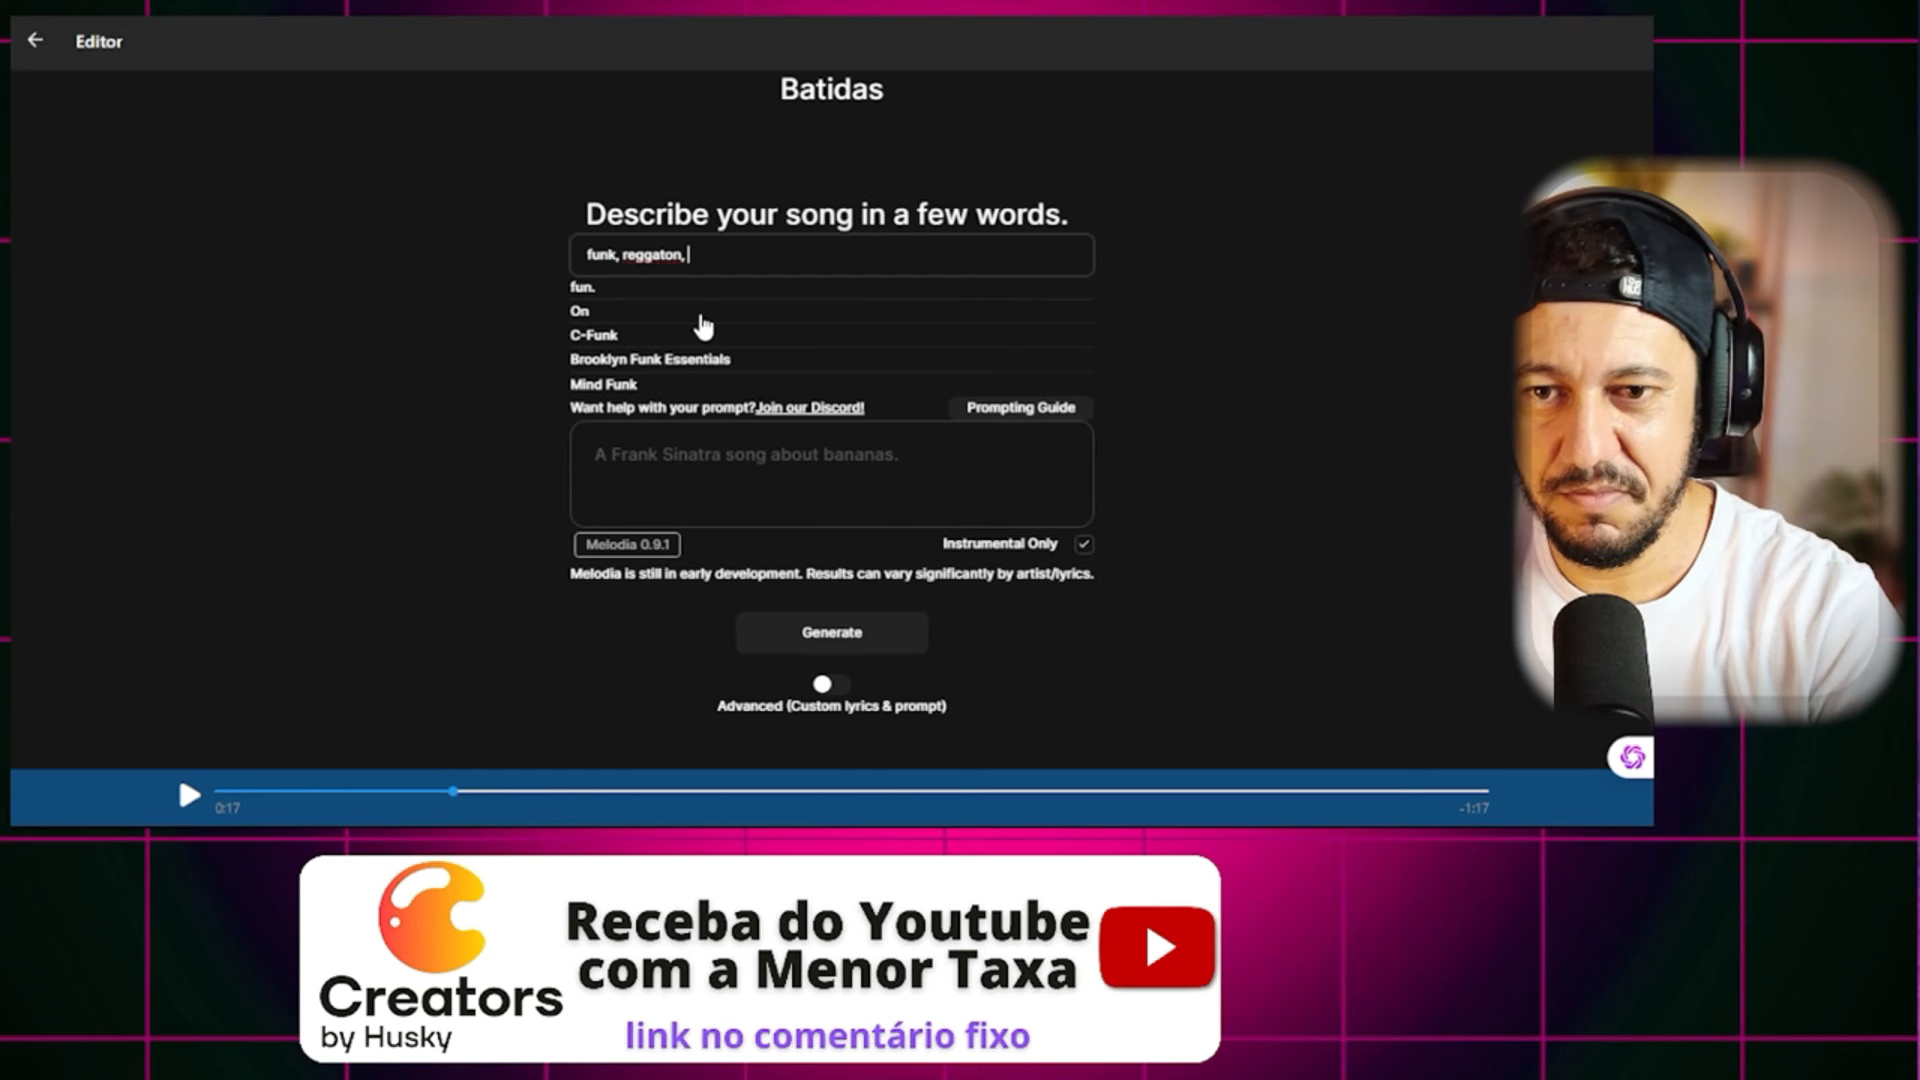 Editor
Batidas
Describe your song in a few words.
funk, reggaton,
fun.
On
C-Funk
Brooklyn Funk Essentials
Mind Funk
Want help with your prompt?Join our Discord!
Prompting Guide
A Frank Sinatra song about bananas.
Melodia 0.9.1
Instrumental Only
Melodia is still in early development. Results can vary significantly by artist/lyrics.
Generate
Advanced (Custom lyrics & prompt)
0:17
-1:17
Creators
by Husky
Receba do Youtube
com a Menor Taxa
link no comentário fixo